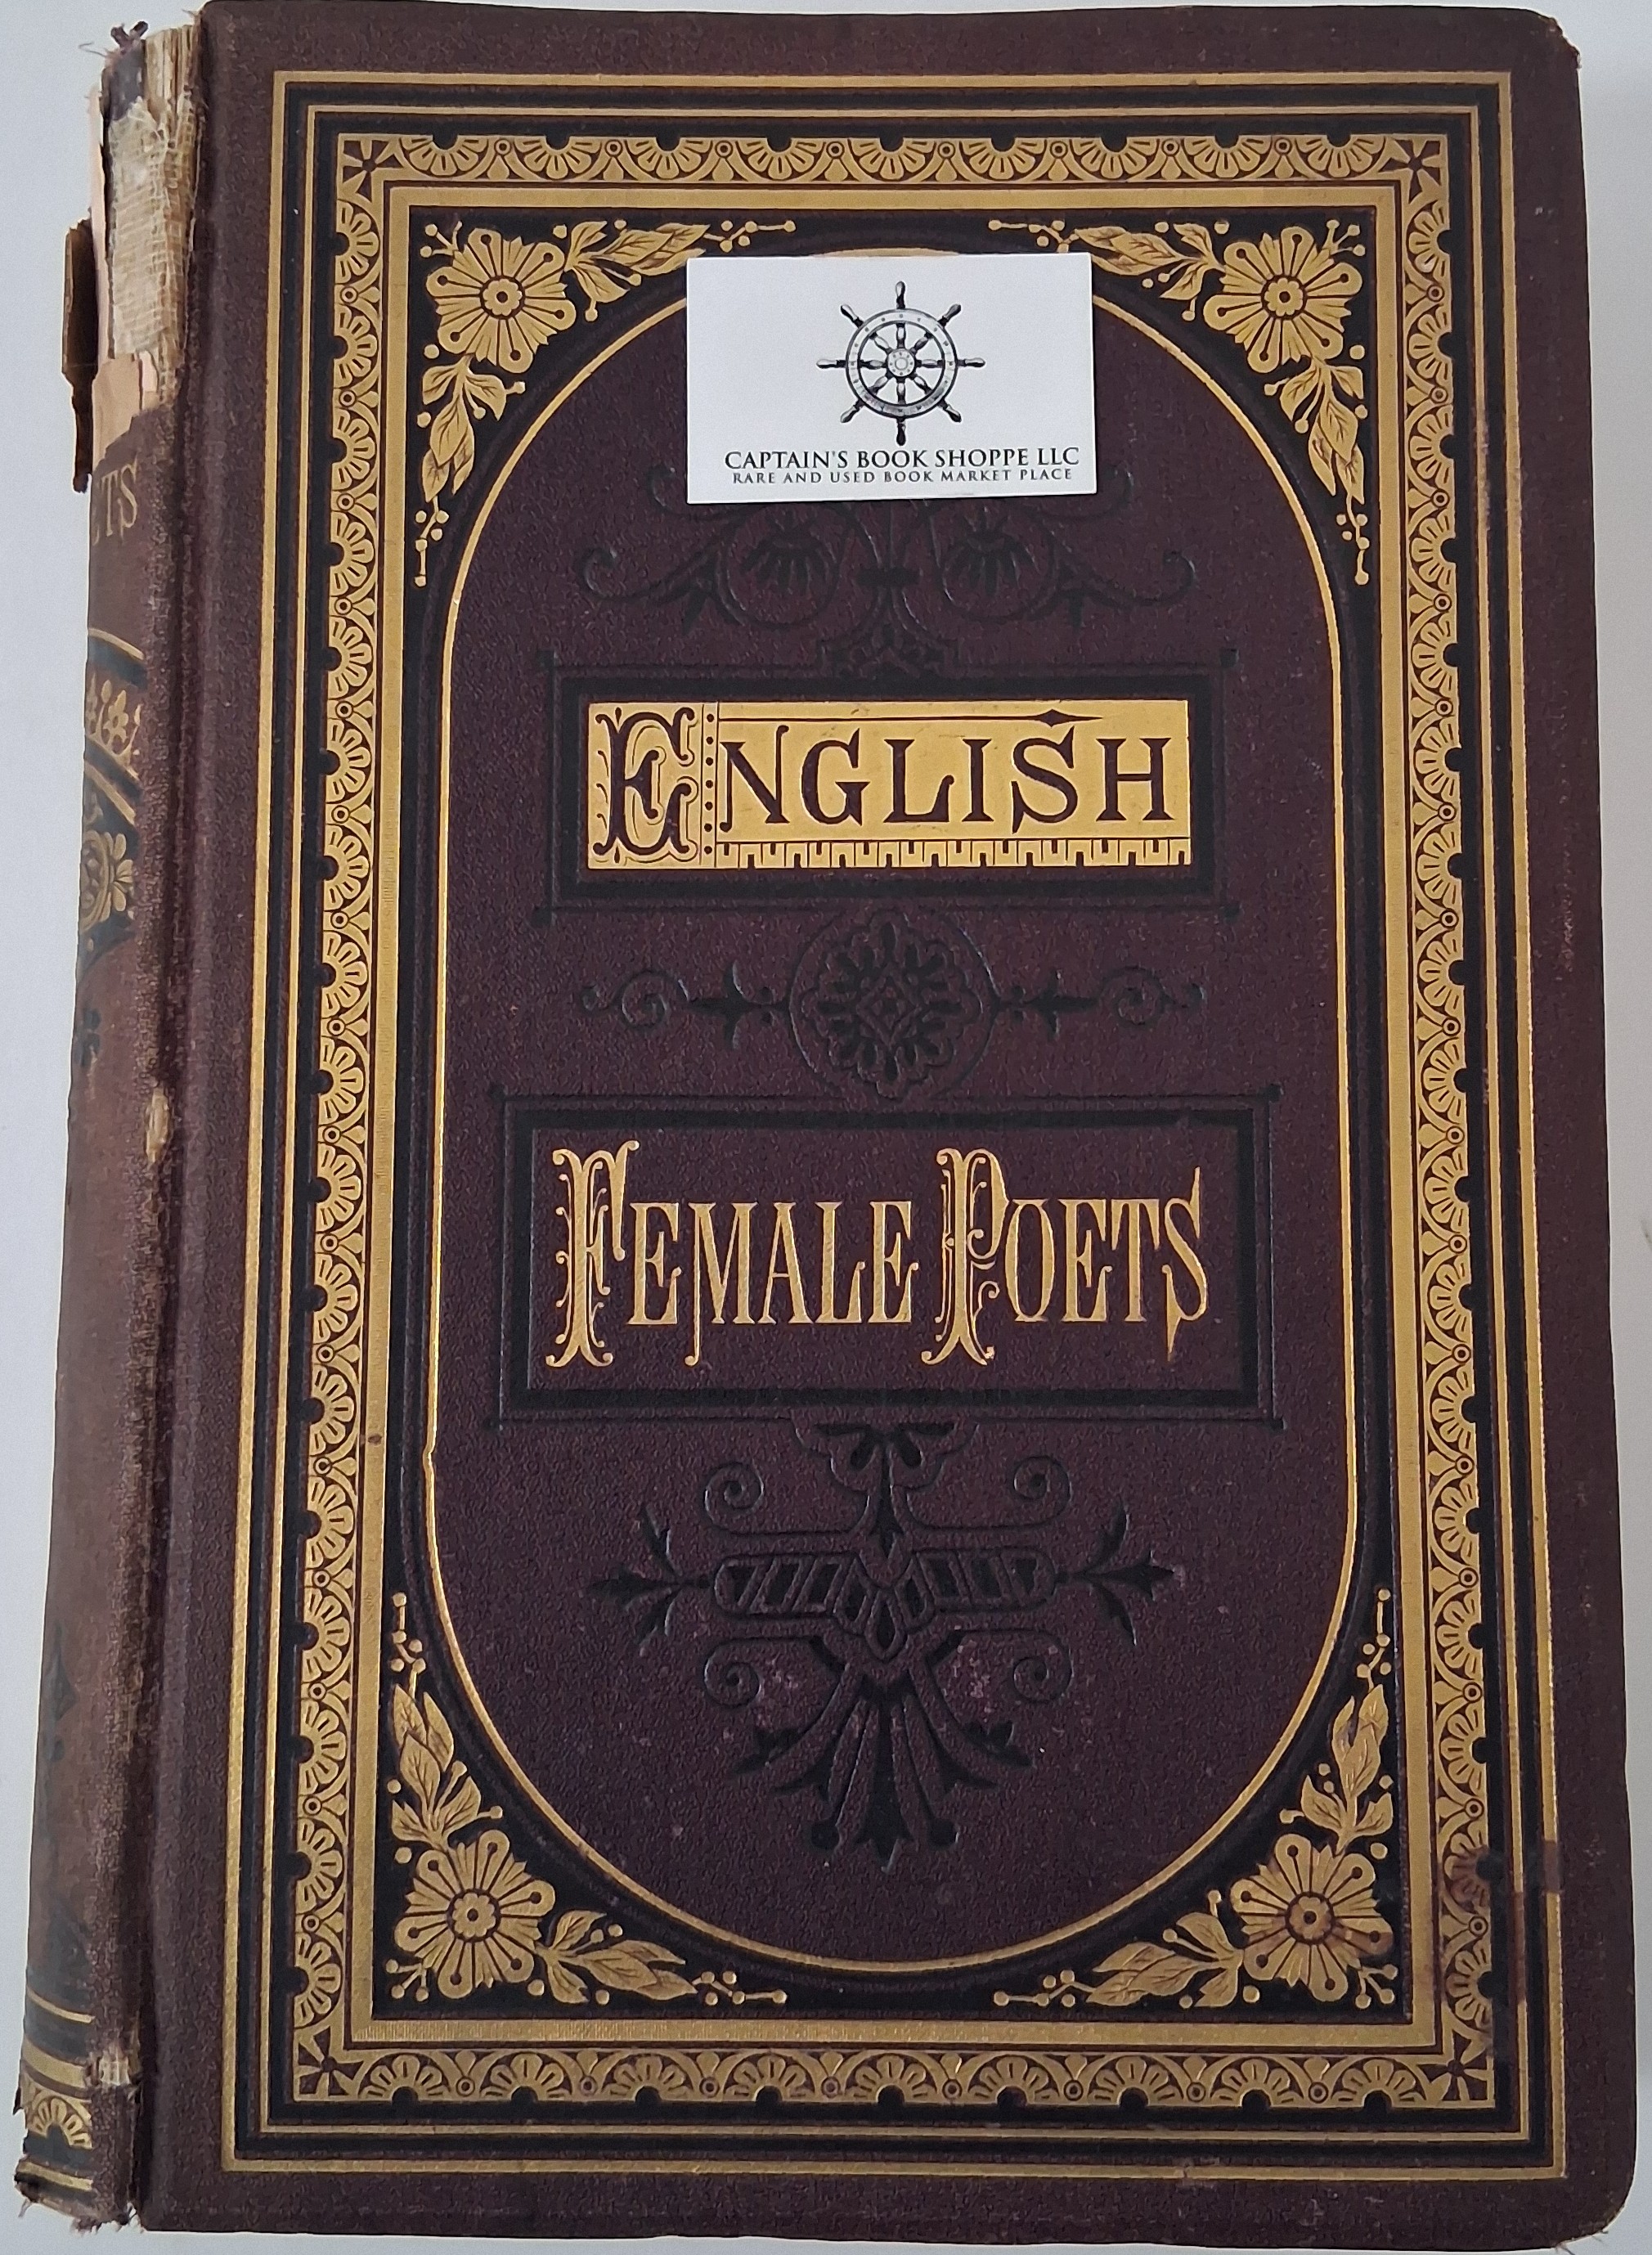 CAPTAIN'S BOOK SHOPPE LLC
RARE AND USED BOOK MARKET PLACE
ENGLISH
FEMALE POETS